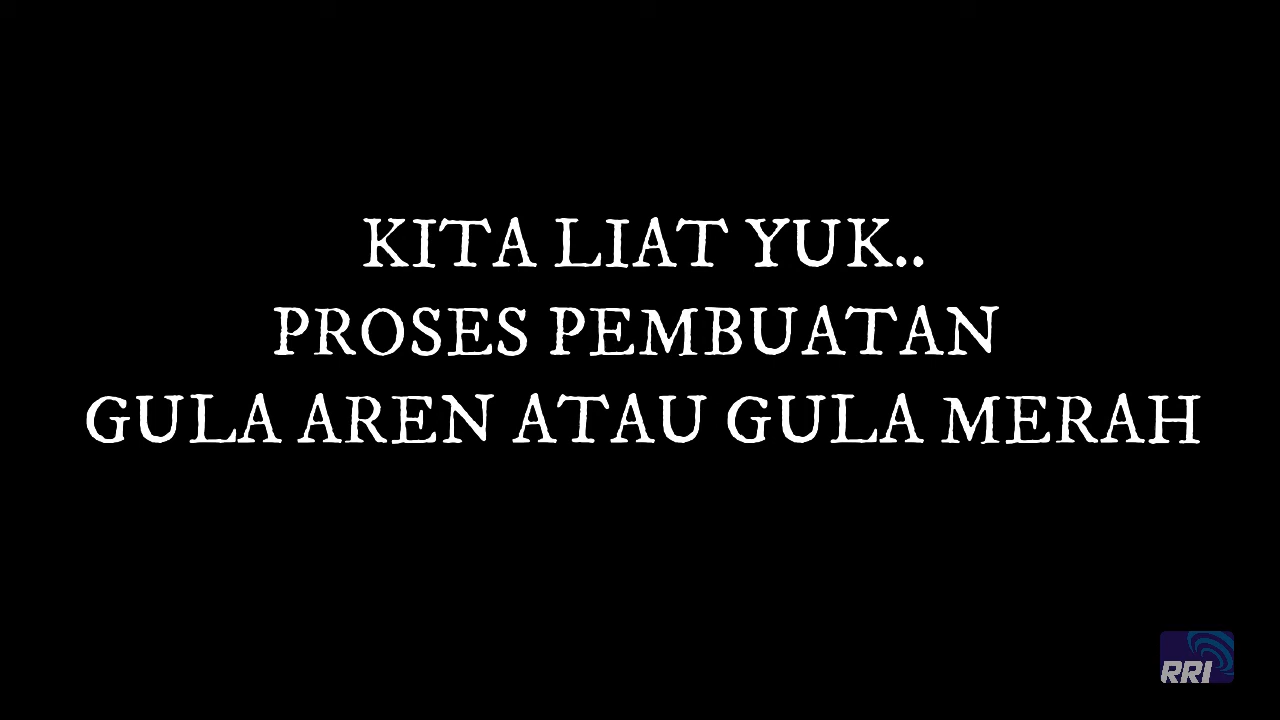 KITA LIAT YUK..
PROSES PEMBUATAN
GULA AREN ATAU GULA MERAH
RRI